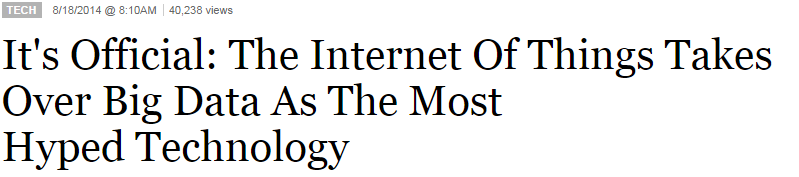 TECH 8/18/2014 @ 8:10AM 40,238 views
It's Official: The Internet Of Things Takes
Over Big Data As The Most
Hyped Technology